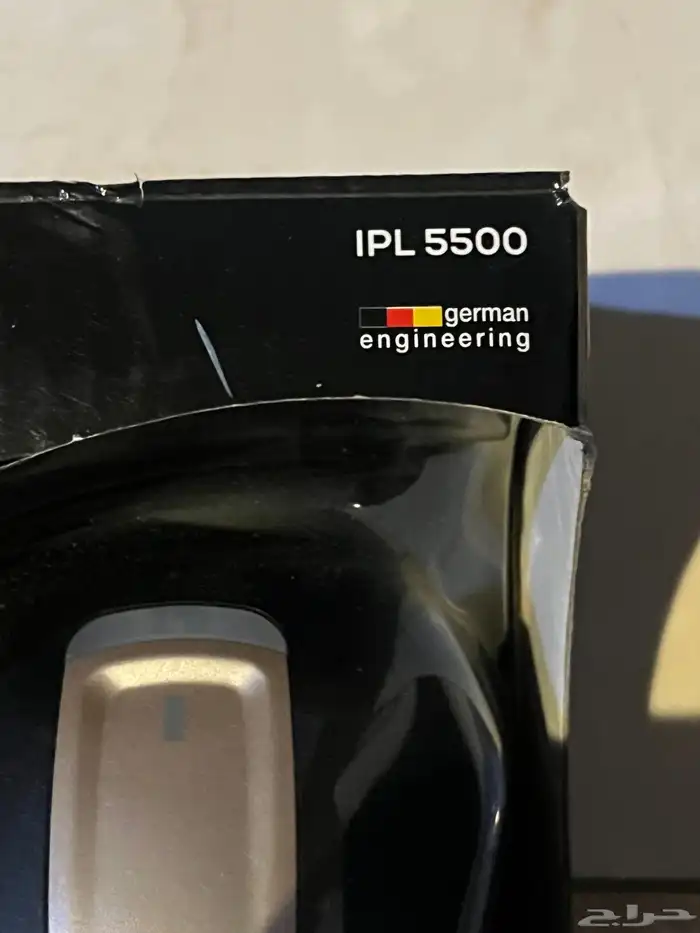 IPL 5500
german
engineering
حراج